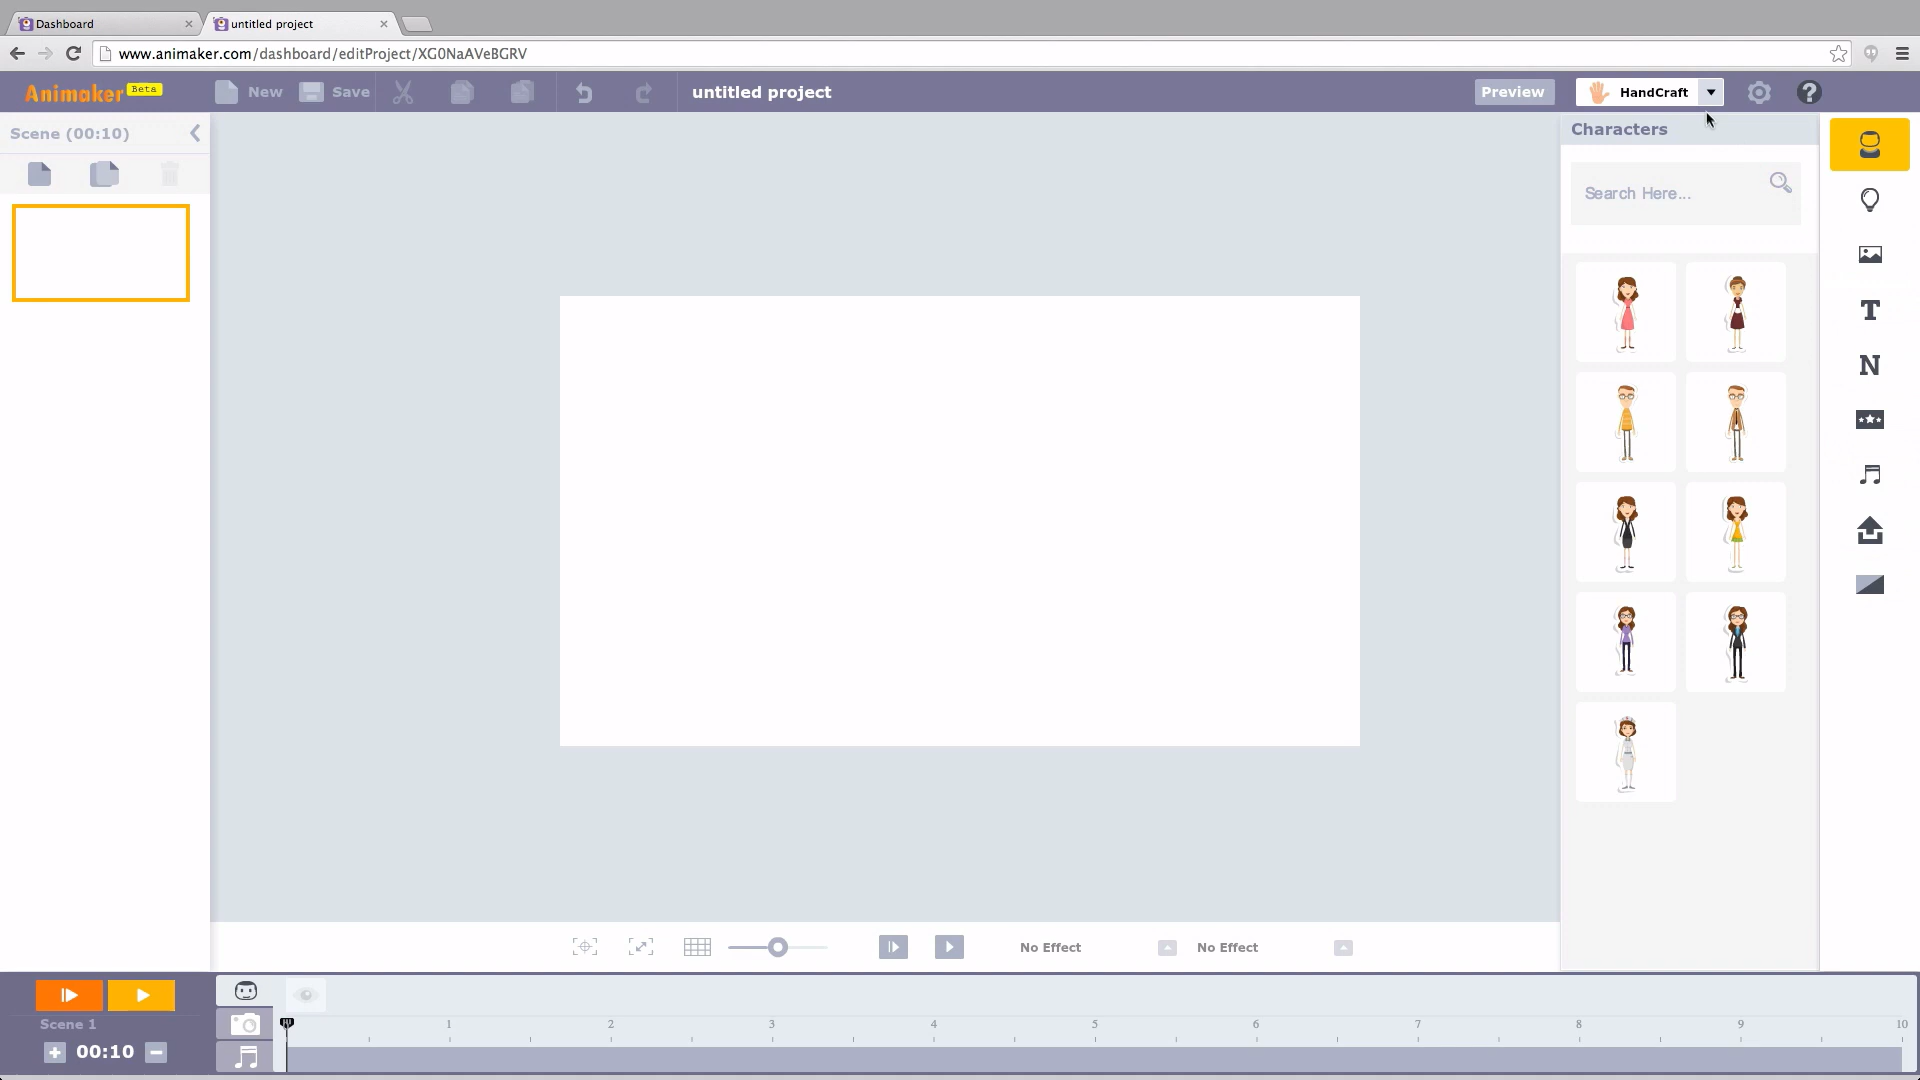 Dashboard
untitled project
www.animaker.com/dashboard/editProject/XG0NaAVeBGRV
Animaker Beta
New
Save
untitled project
Preview
HandCraft
Scene (00:10)
Characters
Search Here...
T
N
No Effect
No Effect
Scene 1
00:10
1 2 3 4 5 6 7 8 9 10